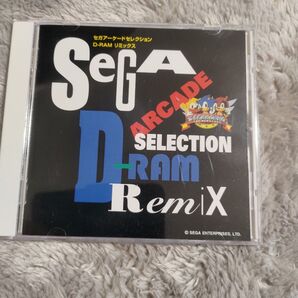 セガアーケードセレクション
D-RAM リミックス
SEGA
ARCADE
SELECTION
D-RAM
RemiX
© SEGA ENTERPRISES, LTD.